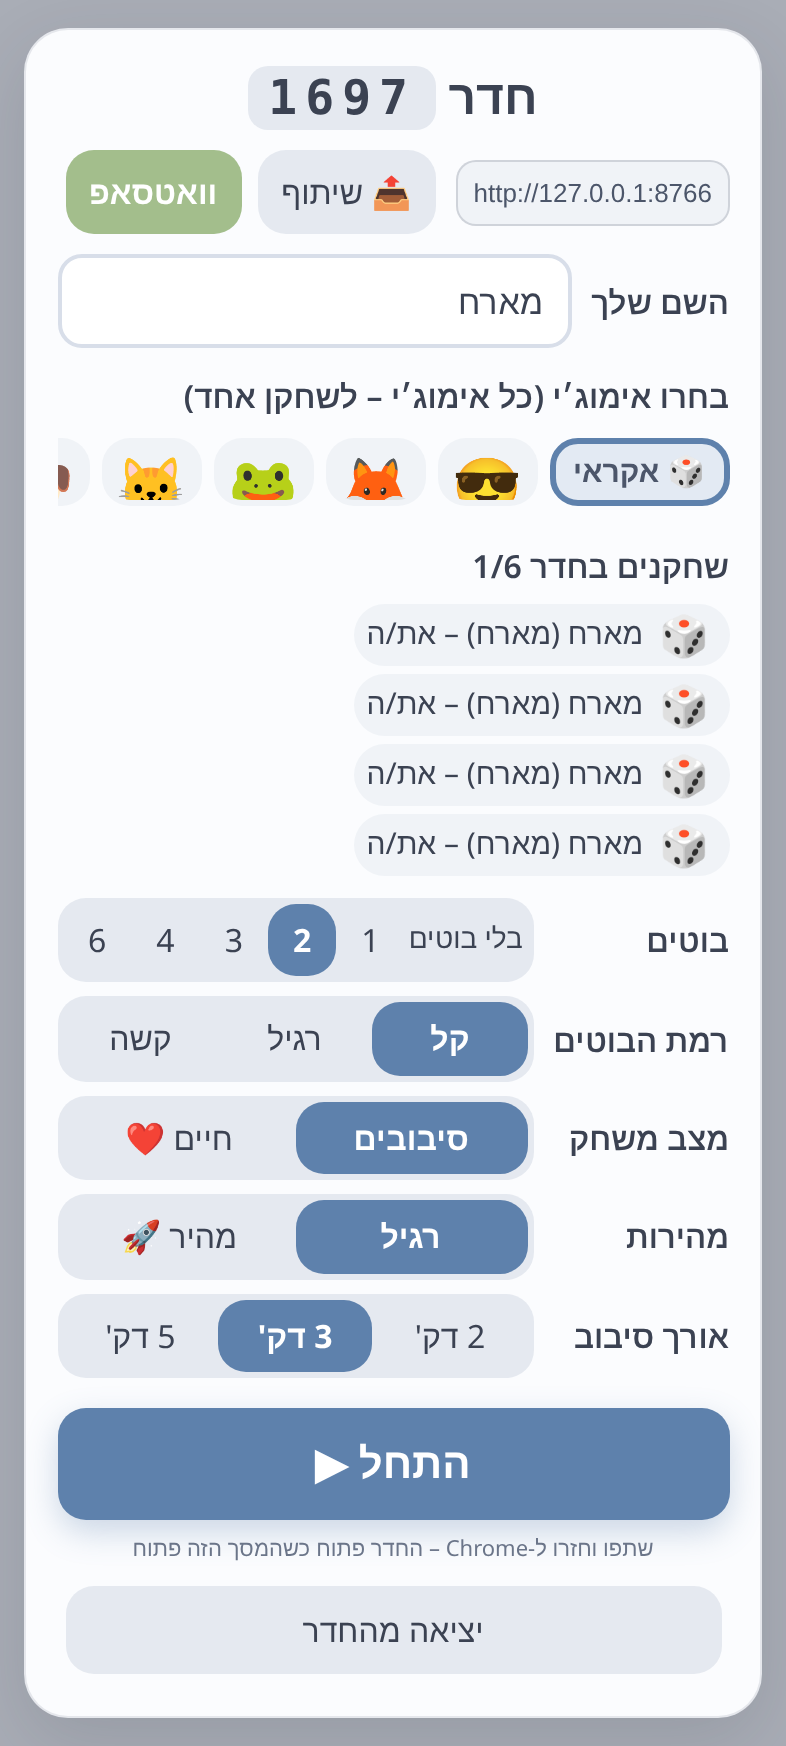 חדר 1697
http://127.0.0.1:8766 📤 שיתוף וואטסאפ
השם שלך מארח
בחרו אימוג׳י (כל אימוג׳י – לשחקן אחד)
🎲 אקראי
שחקנים בחדר 1/6
מארח (מארח) – את/ה
מארח (מארח) – את/ה
מארח (מארח) – את/ה
מארח (מארח) – את/ה
בוטים בלי בוטים 1 2 3 4 6
רמת הבוטים קל רגיל קשה
מצב משחק סיבובים חיים ❤️
מהירות רגיל מהיר 🚀
אורך סיבוב 2 דק' 3 דק' 5 דק'
התחל ▶
שתפו וחזרו ל-Chrome – החדר פתוח כשהמסך הזה פתוח
יציאה מהחדר